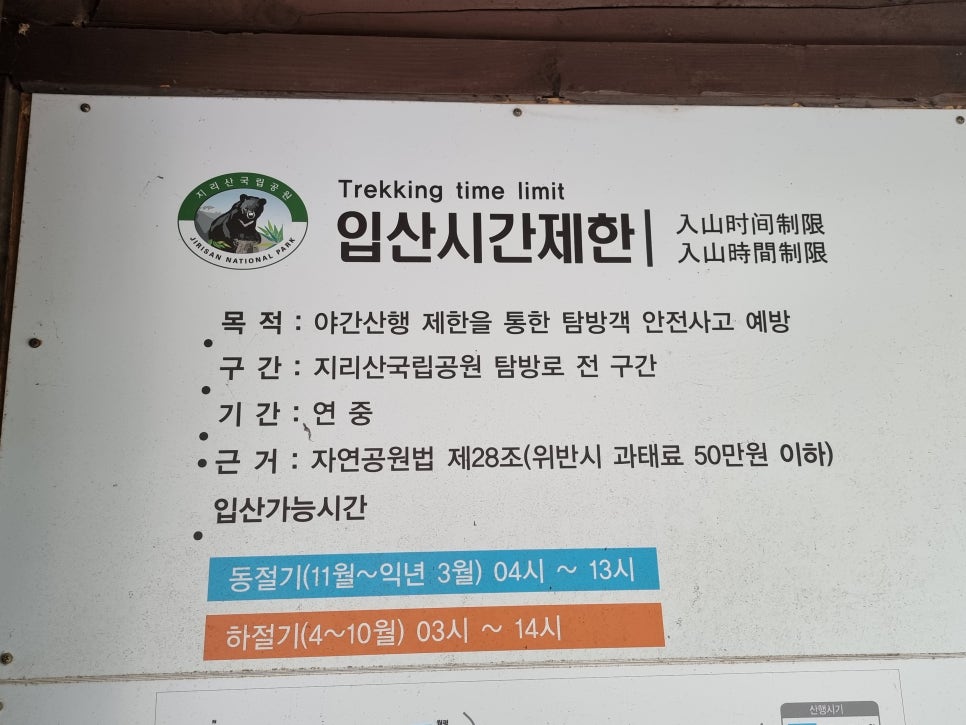 지리산국립공원
JIRISAN NATIONAL PARK
Trekking time limit
입산시간제한
入山时间制限
入山時間制限
• 목 적 : 야간산행 제한을 통한 탐방객 안전사고 예방
• 구 간 : 지리산국립공원 탐방로 전 구간
• 기 간 : 연 중
• 근 거 : 자연공원법 제28조(위반시 과태료 50만원 이하)
• 입산가능시간
동절기(11월~익년 3월) 04시 ~ 13시
하절기(4~10월) 03시 ~ 14시
산행시기